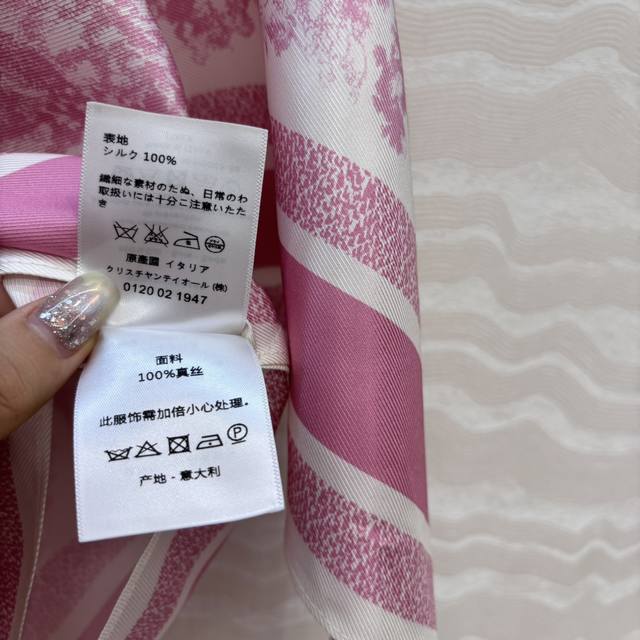 表地
シルク 100%
繊細な素材のため、日常のわ
取扱いには十分ご注意いたた
き
原産國 イタリア
クリスチャンディオール (株)
0120 02 1947
面料
100%真丝
此服饰需加倍小心处理。
P
产地 - 意大利